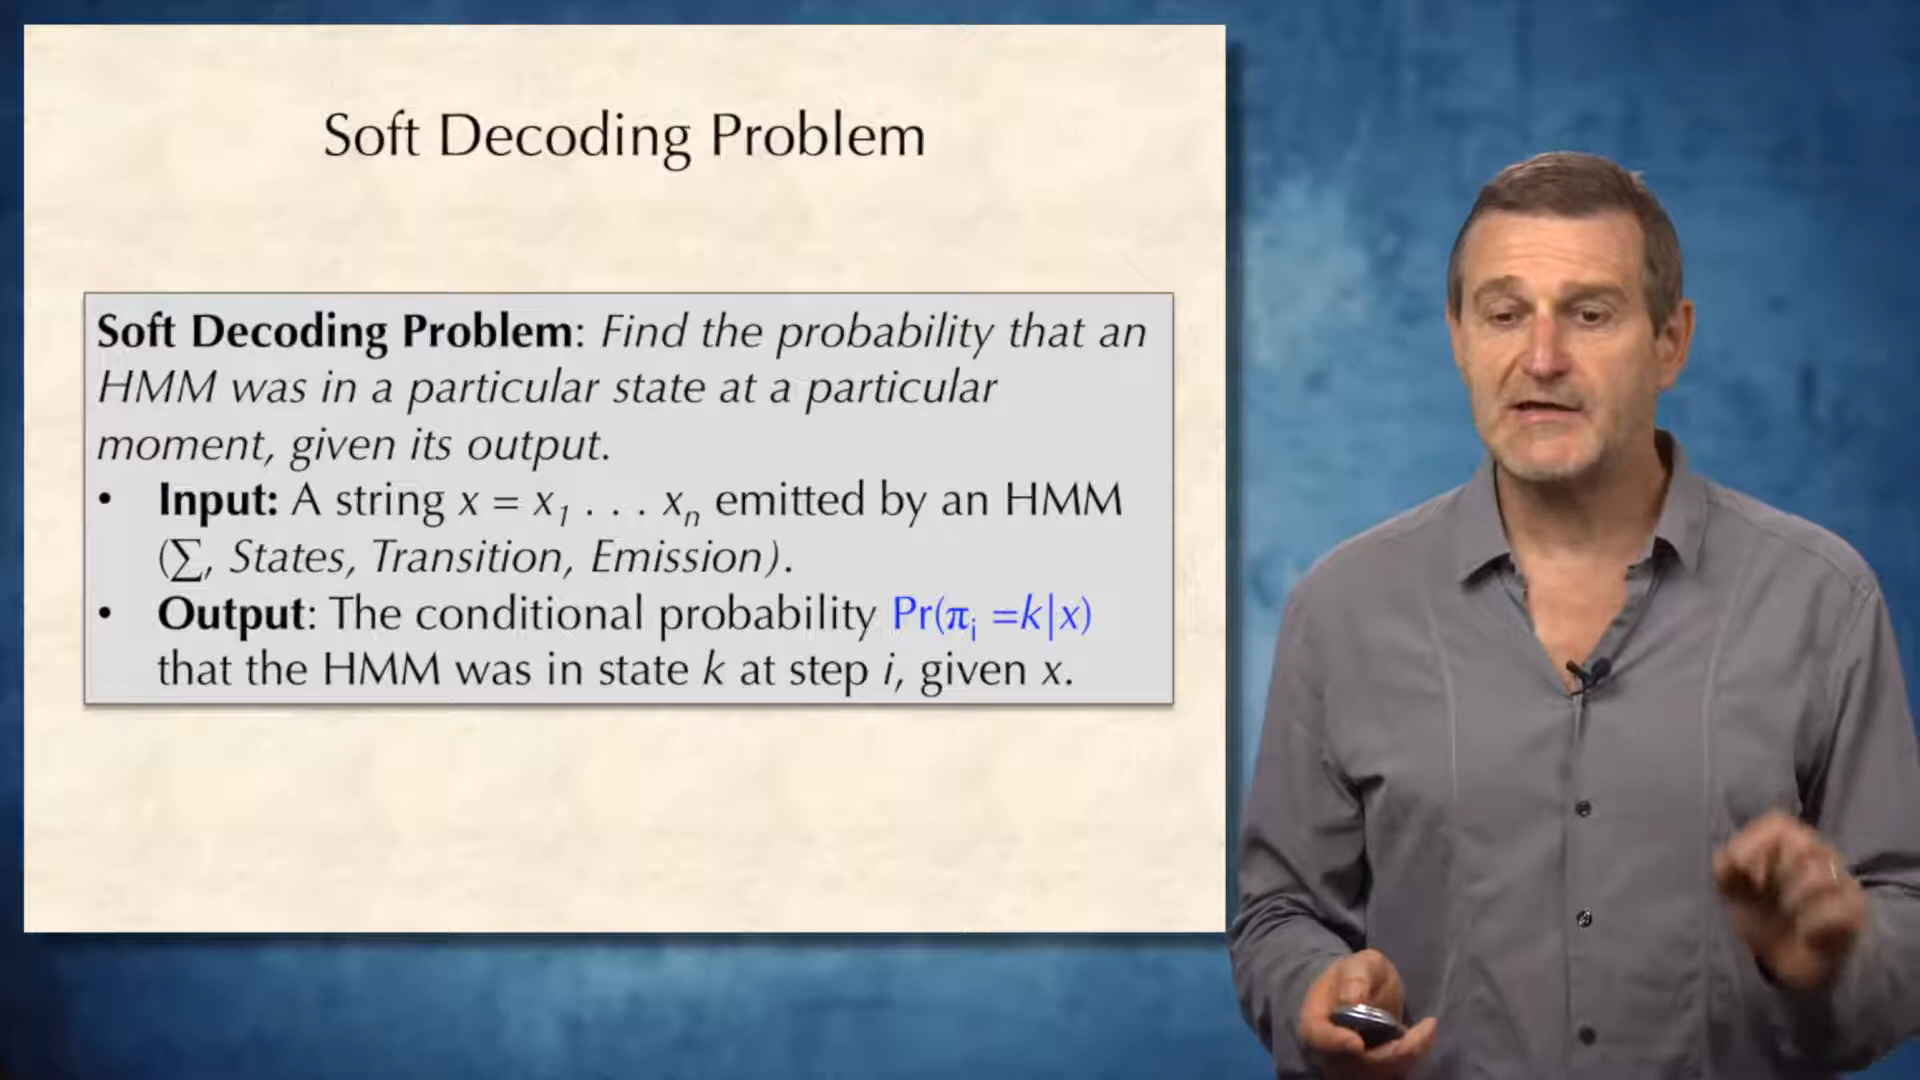 Soft Decoding Problem
Soft Decoding Problem: Find the probability that an
HMM was in a particular state at a particular
moment, given its output.
• Input: A string x = x₁ . . . xₙ emitted by an HMM
(∑, States, Transition, Emission).
• Output: The conditional probability Pr(πᵢ =k|x)
that the HMM was in state k at step i, given x.